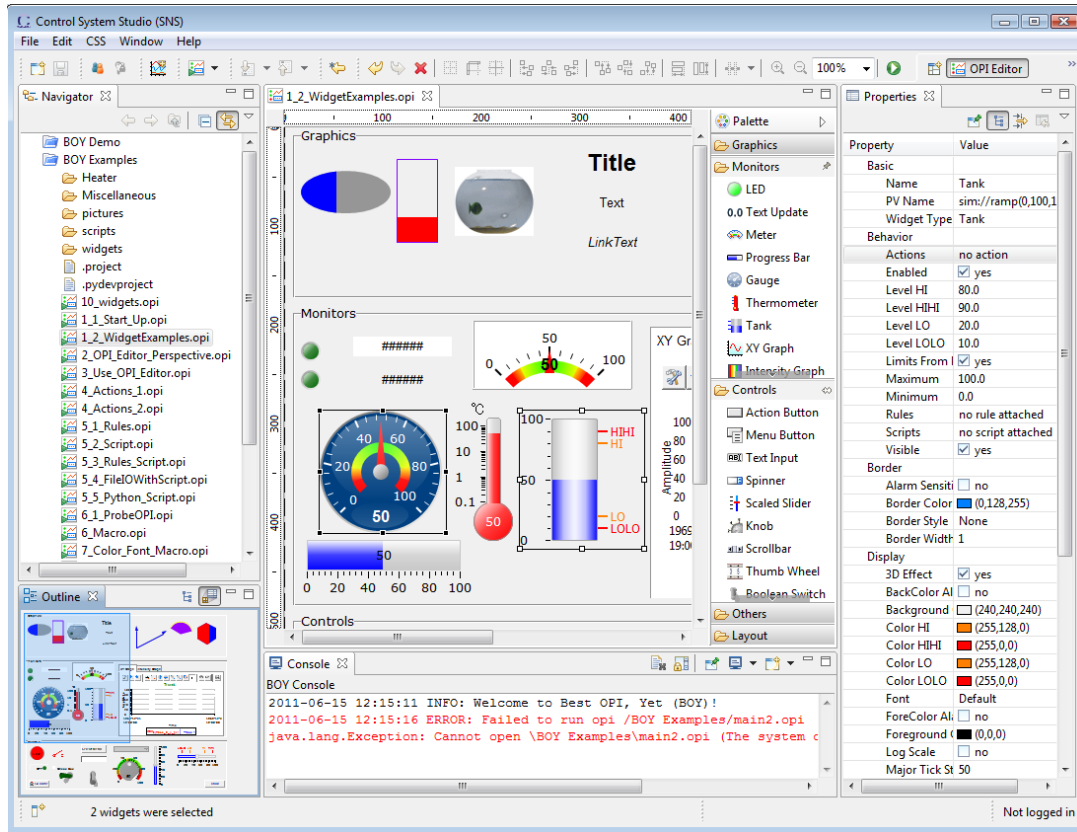 Control System Studio (SNS)
File Edit CSS Window Help
100%
OPI Editor
»
Navigator
BOY Demo
BOY Examples
Heater
Miscellaneous
pictures
scripts
widgets
.project
.pydevproject
10_widgets.opi
1_1_Start_Up.opi
1_2_WidgetExamples.opi
2_OPI_Editor_Perspective.opi
3_Use_OPI_Editor.opi
4_Actions_1.opi
4_Actions_2.opi
5_1_Rules.opi
5_2_Script.opi
5_3_Rules_Script.opi
5_4_FileIOWithScript.opi
5_5_Python_Script.opi
6_1_ProbeOPI.opi
6_Macro.opi
7_Color_Font_Macro.opi
Outline
1_2_WidgetExamples.opi
0 100 200 300 400
100
200
300
400
500
Graphics
Title
Text
LinkText
Monitors
######
######
0 50 100
50
XY Gr
0 20 40 60 80 100
50
°C
100
10
1
0.1
50
100
50
0
HIHI
HI
LO
LOLO
Amplitude
100
80
60
40
20
0
1969
19:00
50
0 20 40 60 80 100
Controls
Palette
Graphics
Monitors
LED
0.0 Text Update
Meter
Progress Bar
Gauge
Thermometer
Tank
XY Graph
Intensity Graph
Controls
Action Button
Menu Button
Text Input
Spinner
Scaled Slider
Knob
Scrollbar
Thumb Wheel
Boolean Switch
Others
Layout
Console
BOY Console
2011-06-15 12:15:11 INFO: Welcome to Best OPI, Yet (BOY)!
2011-06-15 12:15:16 ERROR: Failed to run opi /BOY Examples/main2.opi
java.lang.Exception: Cannot open \BOY Examples\main2.opi (The system c
Properties
Property Value
Basic
Name Tank
PV Name sim://ramp(0,100,1
Widget Type Tank
Behavior
Actions no action
Enabled yes
Level HI 80.0
Level HIHI 90.0
Level LO 20.0
Level LOLO 10.0
Limits From yes
Maximum 100.0
Minimum 0.0
Rules no rule attached
Scripts no script attached
Visible yes
Border
Alarm Sensiti no
Border Color (0,128,255)
Border Style None
Border Width 1
Display
3D Effect yes
BackColor Al no
Background (240,240,240)
Color HI (255,128,0)
Color HIHI (255,0,0)
Color LO (255,128,0)
Color LOLO (255,0,0)
Font Default
ForeColor Al no
Foreground (0,0,0)
Log Scale no
Major Tick St 50
2 widgets were selected
Not logged in